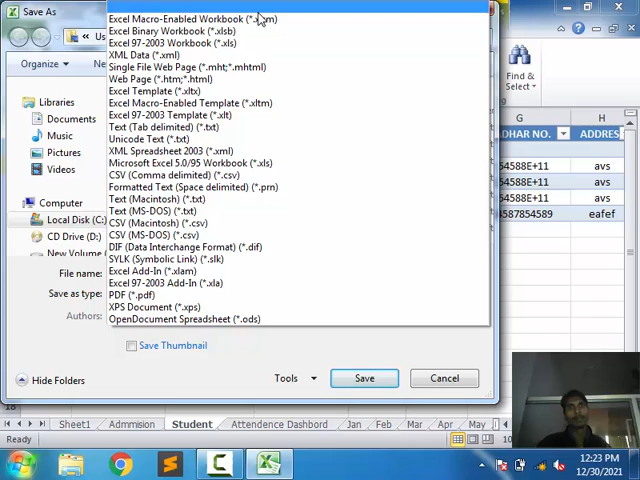 Save As
Organize
Ne
Us
Libraries
Documents
Music
Pictures
Videos
Computer
Local Disk (C:)
CD Drive (D:)
New Volume
File name:
Save as type:
Authors:
Excel Macro-Enabled Workbook (*.xlsm)
Excel Binary Workbook (*.xlsb)
Excel 97-2003 Workbook (*.xls)
XML Data (*.xml)
Single File Web Page (*.mht;*.mhtml)
Web Page (*.htm;*.html)
Excel Template (*.xltx)
Excel Macro-Enabled Template (*.xltm)
Excel 97-2003 Template (*.xlt)
Text (Tab delimited) (*.txt)
Unicode Text (*.txt)
XML Spreadsheet 2003 (*.xml)
Microsoft Excel 5.0/95 Workbook (*.xls)
CSV (Comma delimited) (*.csv)
Formatted Text (Space delimited) (*.prn)
Text (Macintosh) (*.txt)
Text (MS-DOS) (*.txt)
CSV (Macintosh) (*.csv)
CSV (MS-DOS) (*.csv)
DIF (Data Interchange Format) (*.dif)
SYLK (Symbolic Link) (*.slk)
Excel Add-In (*.xlam)
Excel 97-2003 Add-In (*.xla)
PDF (*.pdf)
XPS Document (*.xps)
OpenDocument Spreadsheet (*.ods)
Save Thumbnail
Hide Folders
Tools
Save
Cancel
Find &
Select
G H
DHAR NO. ADDRES
54588E+11 avs
54588E+11 avs
54588E+11 avs
4587854589 eafef
18
Sheet1 Admmision Student Attendence Dashbord Jan Feb Mar Apr May
Ready
10
12:23 PM
12/30/2021